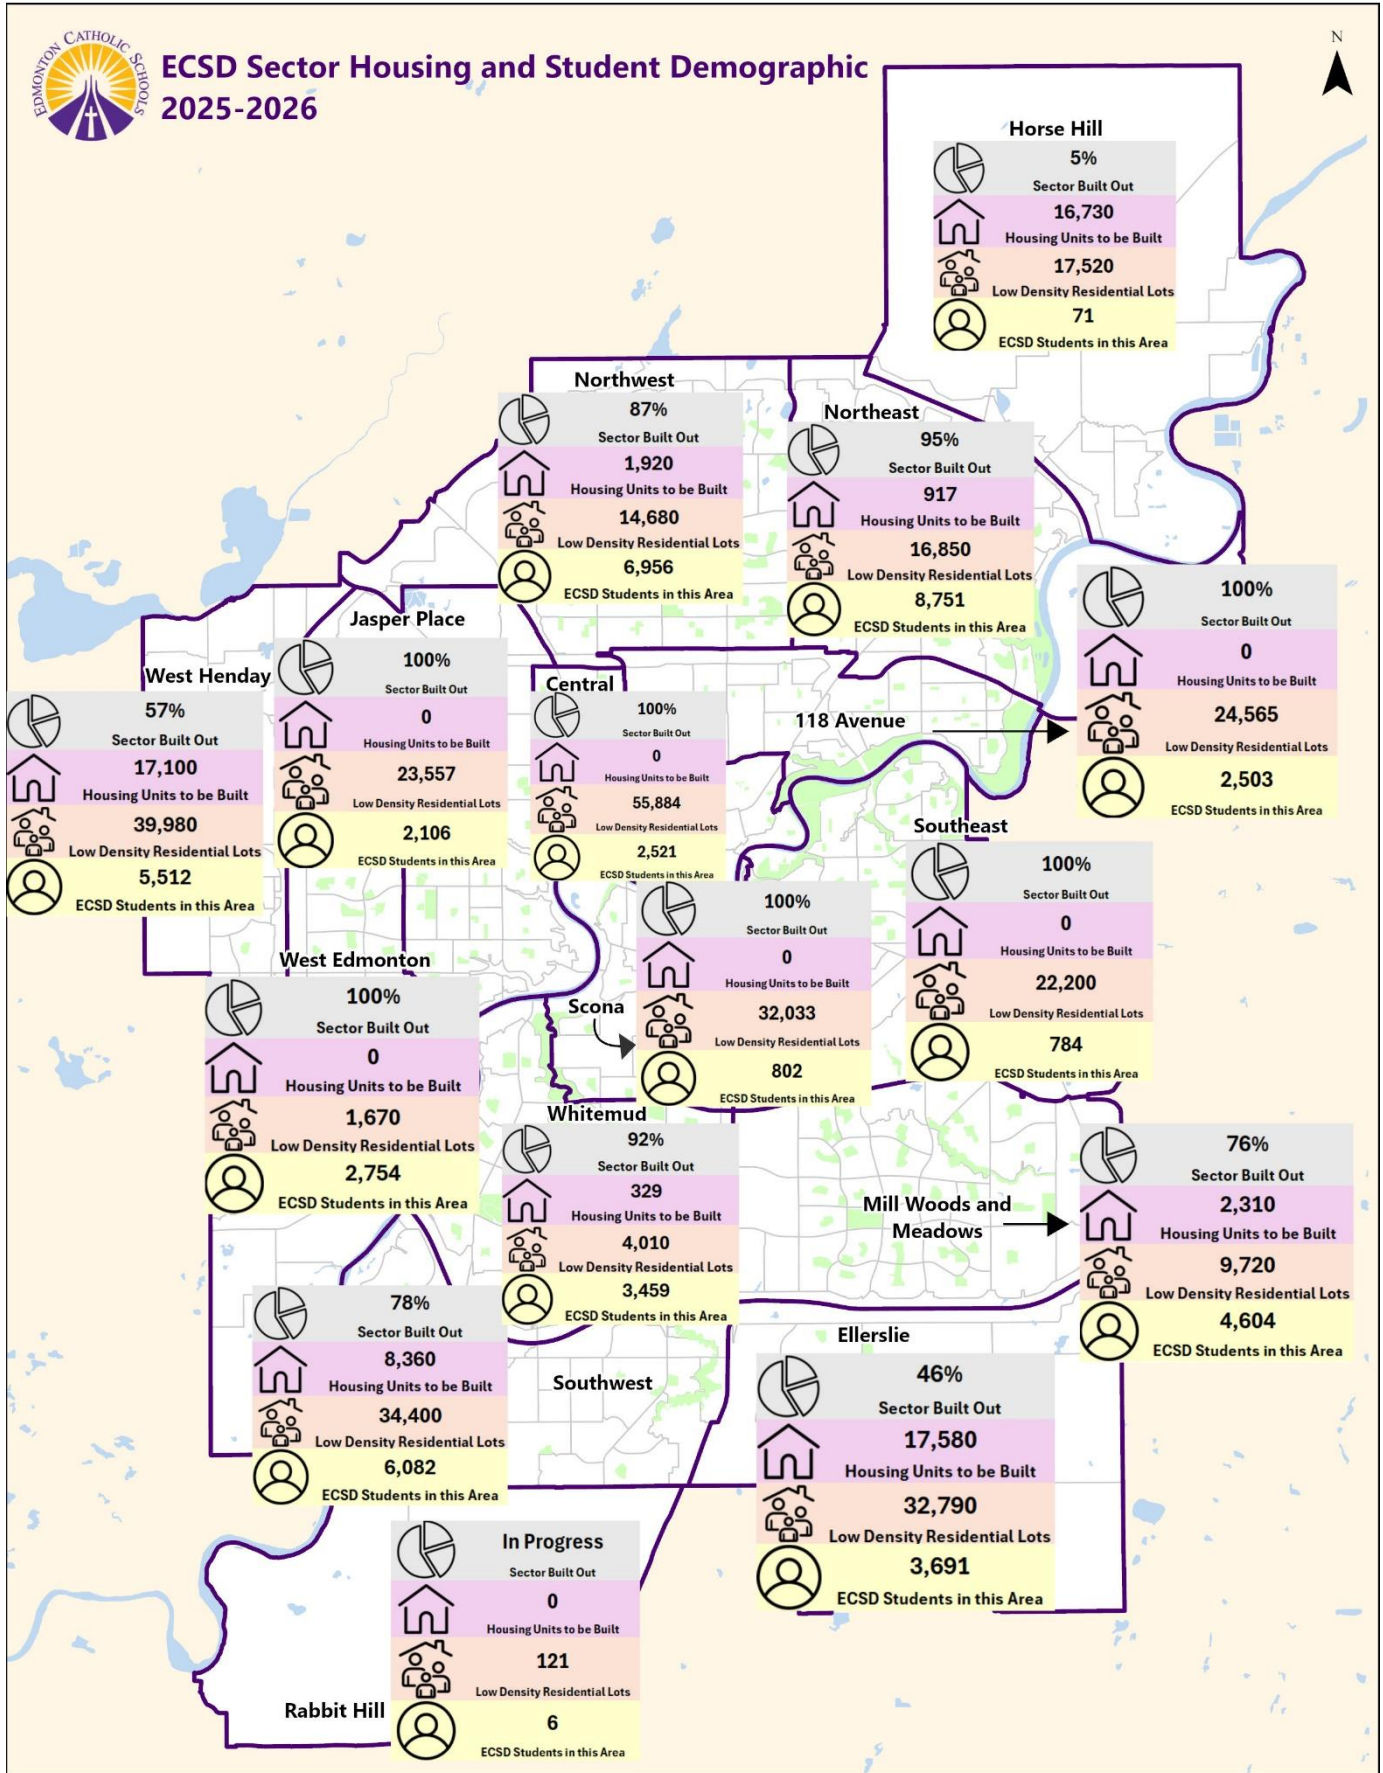 EDMONTON CATHOLIC SCHOOLS
ECSD Sector Housing and Student Demographic
2025-2026
N
Horse Hill
5%
Sector Built Out
16,730
Housing Units to be Built
17,520
Low Density Residential Lots
71
ECSD Students in this Area
Northwest
87%
Sector Built Out
1,920
Housing Units to be Built
14,680
Low Density Residential Lots
6,956
ECSD Students in this Area
Northeast
95%
Sector Built Out
917
Housing Units to be Built
16,850
Low Density Residential Lots
8,751
ECSD Students in this Area
118 Avenue
100%
Sector Built Out
0
Housing Units to be Built
24,565
Low Density Residential Lots
2,503
ECSD Students in this Area
Jasper Place
100%
Sector Built Out
0
Housing Units to be Built
23,557
Low Density Residential Lots
2,106
ECSD Students in this Area
West Henday
57%
Sector Built Out
17,100
Housing Units to be Built
39,980
Low Density Residential Lots
5,512
ECSD Students in this Area
Central
100%
Sector Built Out
0
Housing Units to be Built
55,884
Low Density Residential Lots
2,521
ECSD Students in this Area
Southeast
100%
Sector Built Out
0
Housing Units to be Built
22,200
Low Density Residential Lots
784
ECSD Students in this Area
Scona
100%
Sector Built Out
0
Housing Units to be Built
32,033
Low Density Residential Lots
802
ECSD Students in this Area
West Edmonton
100%
Sector Built Out
0
Housing Units to be Built
1,670
Low Density Residential Lots
2,754
ECSD Students in this Area
Whitemud
92%
Sector Built Out
329
Housing Units to be Built
4,010
Low Density Residential Lots
3,459
ECSD Students in this Area
Mill Woods and
Meadows
76%
Sector Built Out
2,310
Housing Units to be Built
9,720
Low Density Residential Lots
4,604
ECSD Students in this Area
Southwest
78%
Sector Built Out
8,360
Housing Units to be Built
34,400
Low Density Residential Lots
6,082
ECSD Students in this Area
Ellerslie
46%
Sector Built Out
17,580
Housing Units to be Built
32,790
Low Density Residential Lots
3,691
ECSD Students in this Area
Rabbit Hill
In Progress
Sector Built Out
0
Housing Units to be Built
121
Low Density Residential Lots
6
ECSD Students in this Area